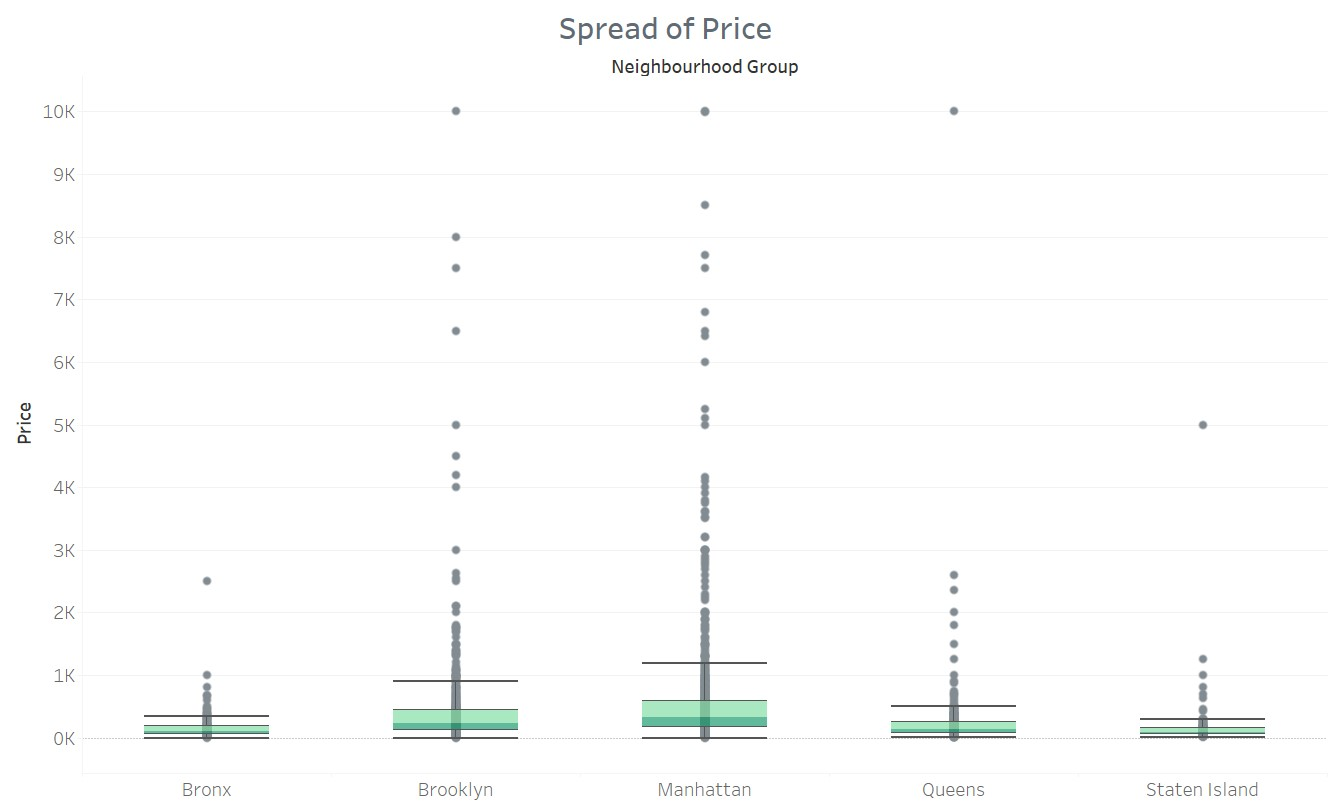 Spread of Price
Neighbourhood Group
10K
9K
8K
7K
6K
5K
4K
3K
2K
1K
0K
Price
Bronx
Brooklyn
Manhattan
Queens
Staten Island